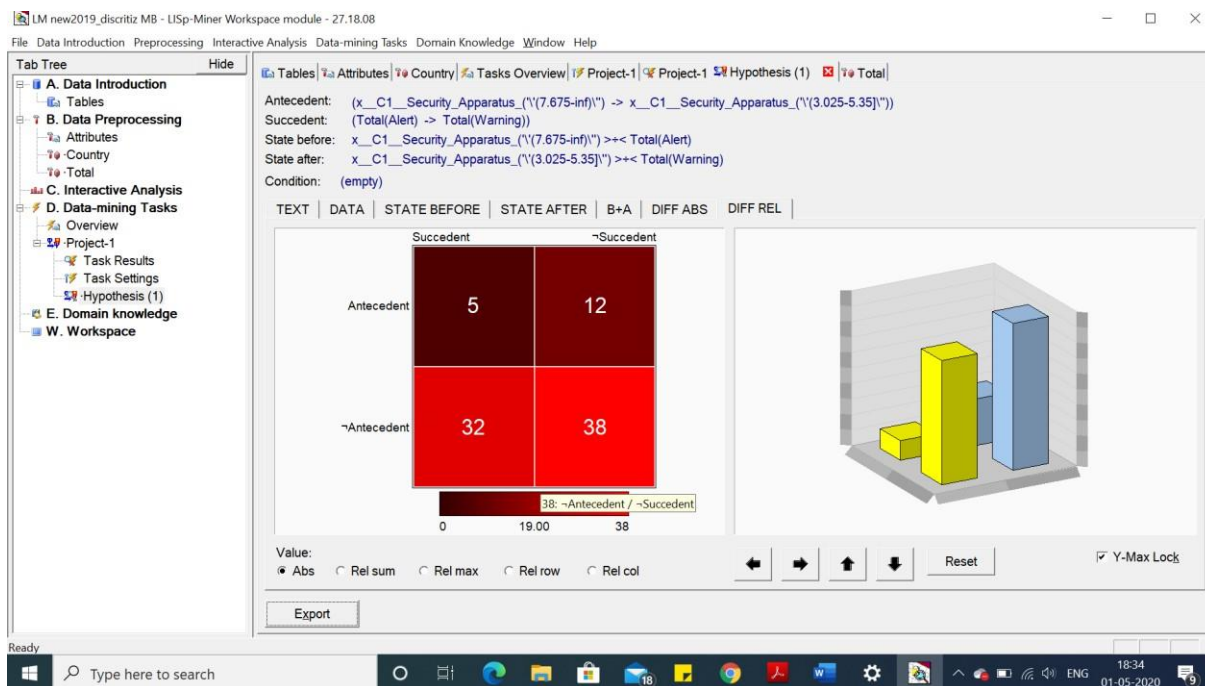 LM new2019_discritiz MB - LISp-Miner Workspace module - 27.18.08
File Data Introduction Preprocessing Interactive Analysis Data-mining Tasks Domain Knowledge Window Help
Tab Tree Hide
A. Data Introduction
Tables
B. Data Preprocessing
Attributes
Country
Total
C. Interactive Analysis
D. Data-mining Tasks
Overview
Project-1
Task Results
Task Settings
Hypothesis (1)
E. Domain knowledge
W. Workspace
Tables Attributes Country Tasks Overview Project-1 Project-1 Hypothesis (1) Total
Antecedent: (x__C1__Security_Apparatus_('\'(7.675-inf)\'') -> x__C1__Security_Apparatus_('\'(3.025-5.35]\''))
Succedent: (Total(Alert) -> Total(Warning))
State before: x__C1__Security_Apparatus_('\'(7.675-inf)\'') >÷< Total(Alert)
State after: x__C1__Security_Apparatus_('\'(3.025-5.35]\'') >÷< Total(Warning)
Condition: (empty)
TEXT DATA STATE BEFORE STATE AFTER B+A DIFF ABS DIFF REL
Succedent ¬Succedent
Antecedent 5 12
¬Antecedent 32 38
38: ¬Antecedent / ¬Succedent
0 19.00 38
Value:
Abs Rel sum Rel max Rel row Rel col
Reset
Y-Max Lock
Export
Ready
Type here to search
18
ENG
18:34
01-05-2020
9